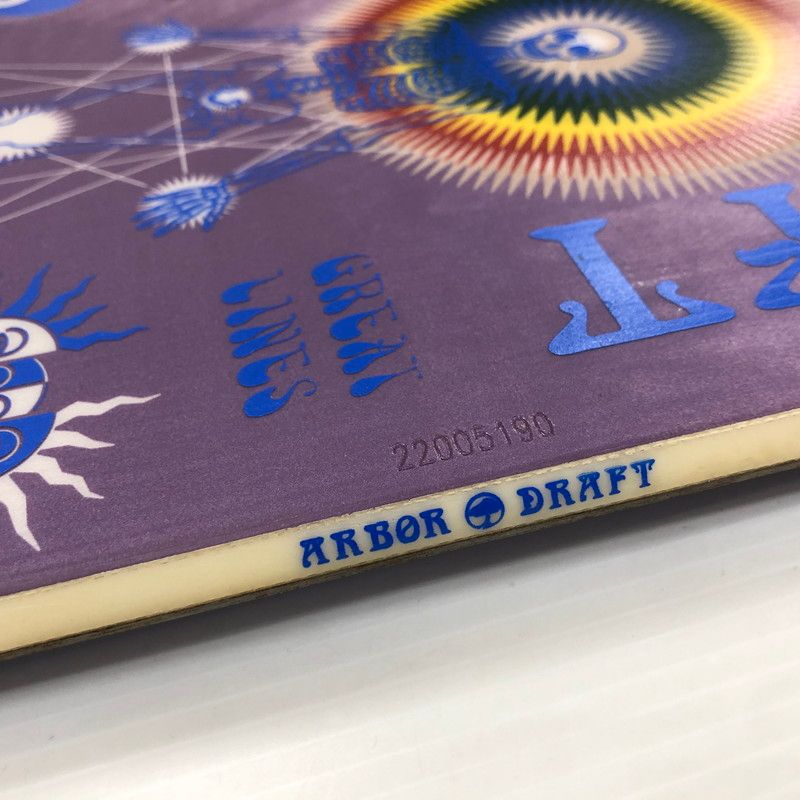 GREAT
LINES
22005190
ARBOR DRAFT